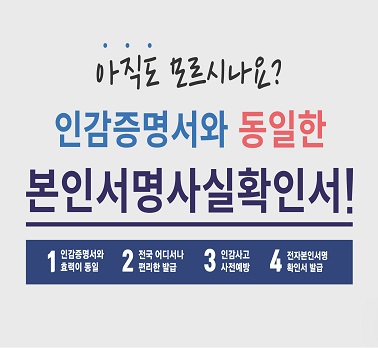 아직도 모르시나요?
인감증명서와 동일한
본인서명사실확인서!
1 인감증명서와
효력이 동일
2 전국 어디서나
편리한 발급
3 인감사고
사전예방
4 전자본인서명
확인서 발급